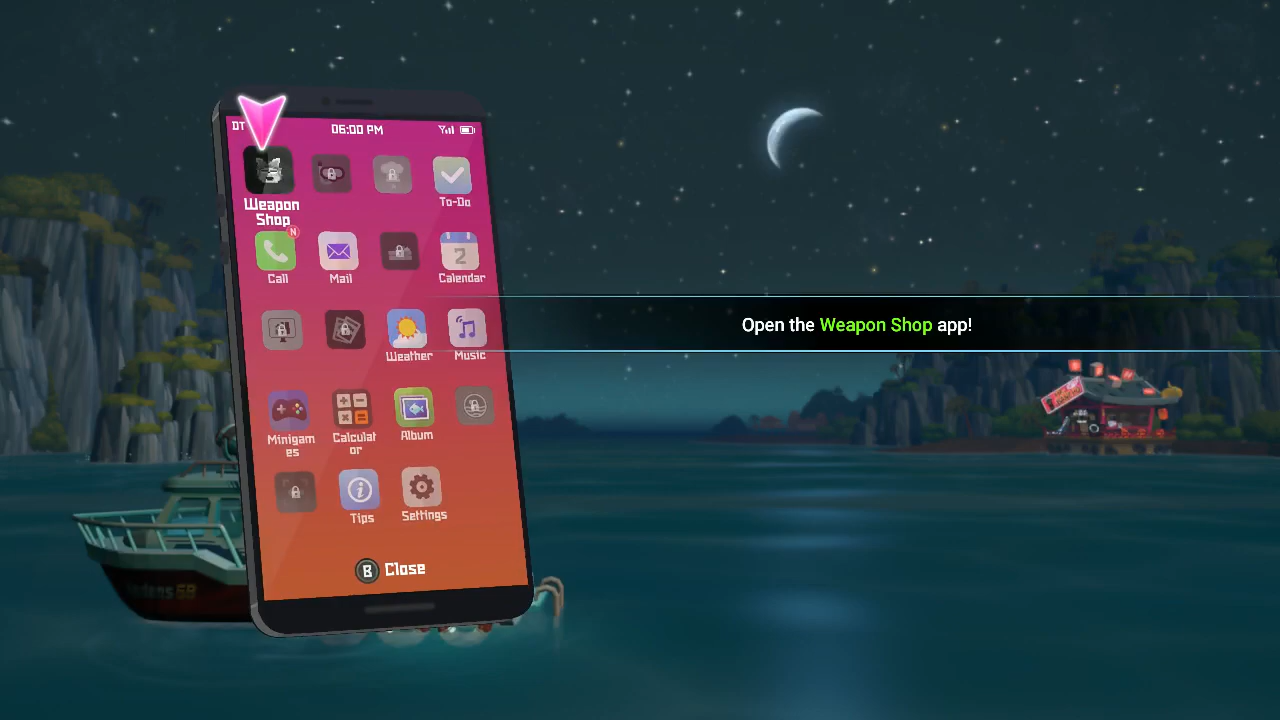 DT
06:00 PM
Weapon
Shop
To-Do
N
Call
Mail
2
Calendar
Weather
Music
Minigam
es
Calculat
or
Album
Tips
Settings
B Close
Open the Weapon Shop app!